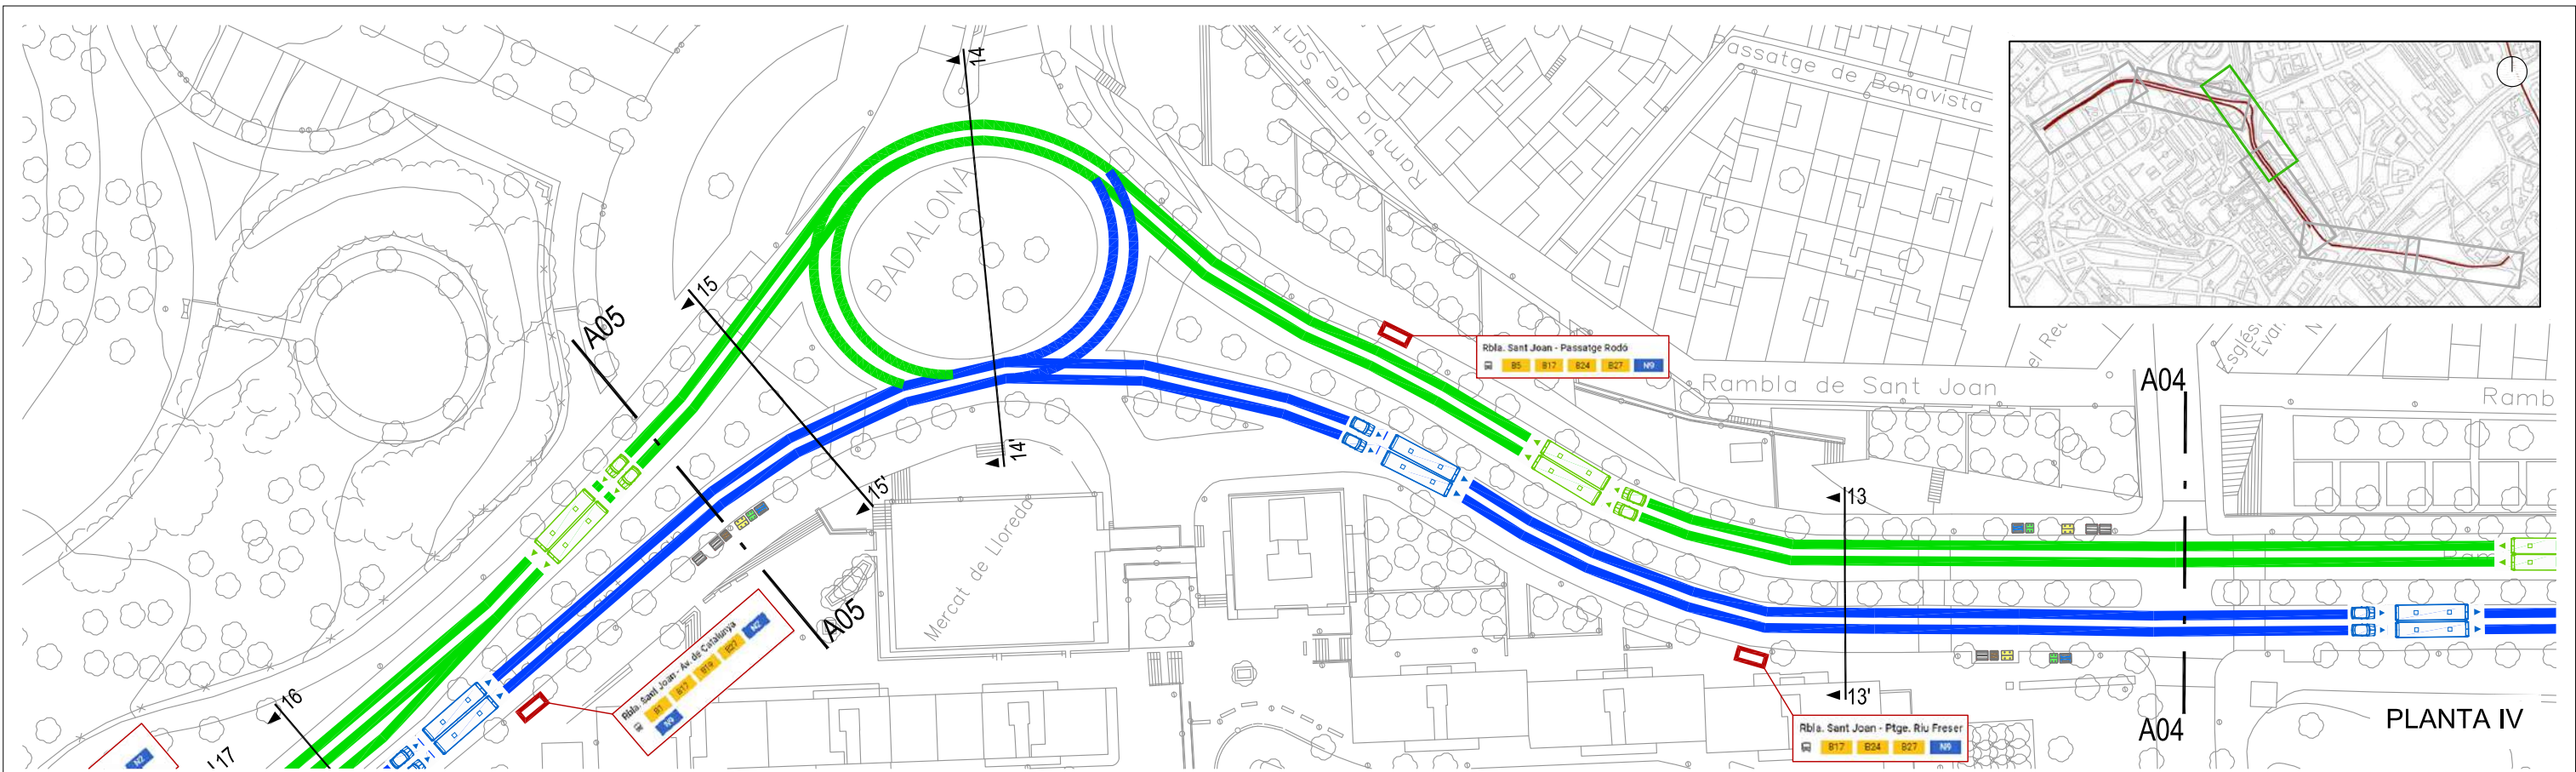 14
Rambla de Sant
Passatge de Bonavista
BADALONA
15
A05
Rbla. Sant Joan - Passatge Rodó
B5 B17 B24 B27 N9
Rambla de Sant Joan
A04
Ramb
14'
15'
13
Mercat de Lloreda
A05
Rbla. Sant Joan - Av. de Catalunya
B1 B17 B19 B27 N2
N9
16
13'
Rbla. Sant Joan - Ptge. Riu Freser
B17 B24 B27 N9
A04
PLANTA IV
17
N2